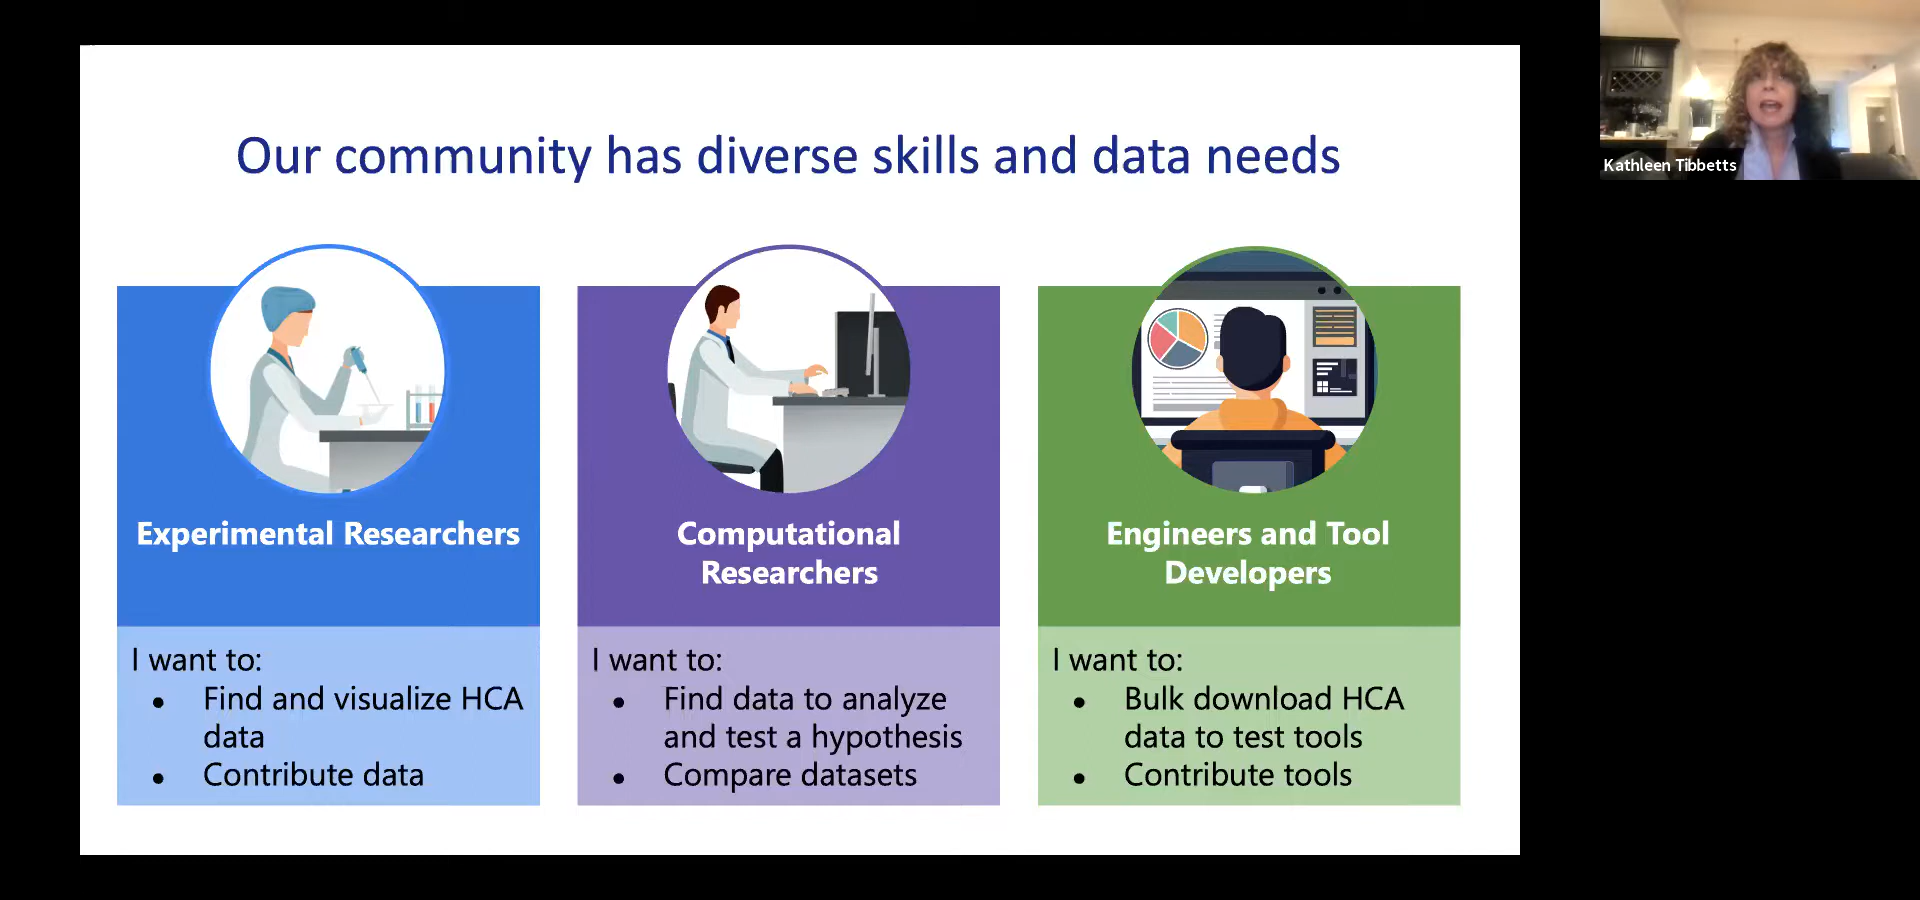 Our community has diverse skills and data needs
Kathleen Tibbetts
Experimental Researchers
I want to:
● Find and visualize HCA
data
● Contribute data
Computational
Researchers
I want to:
● Find data to analyze
and test a hypothesis
● Compare datasets
Engineers and Tool
Developers
I want to:
● Bulk download HCA
data to test tools
● Contribute tools